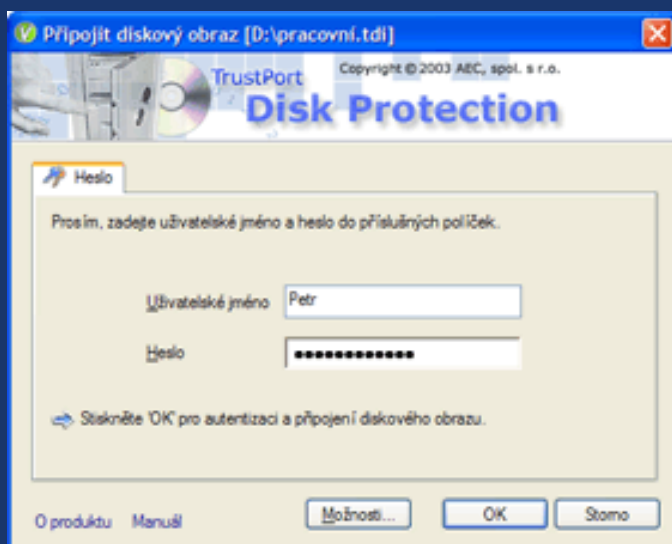 Připojit diskový obraz [D:\pracovní.tdi]
TrustPort
Copyright © 2003 AEC, spol. s r.o.
Disk Protection
Heslo
Prosím, zadejte uživatelské jméno a heslo do příslušných políček.
Uživatelské jméno Petr
Heslo ●●●●●●●●●●●●
Stiskněte 'OK' pro autentizaci a připojení diskového obrazu.
O produktu Manuál Možnosti... OK Storno